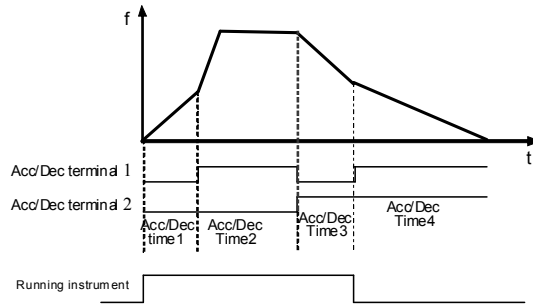 f
t
Acc/Dec terminal 1
Acc/Dec terminal 2
Acc/Dec
time1
Acc/Dec
Time2
Acc/Dec
Time3
Acc/Dec
Time4
Running instrument